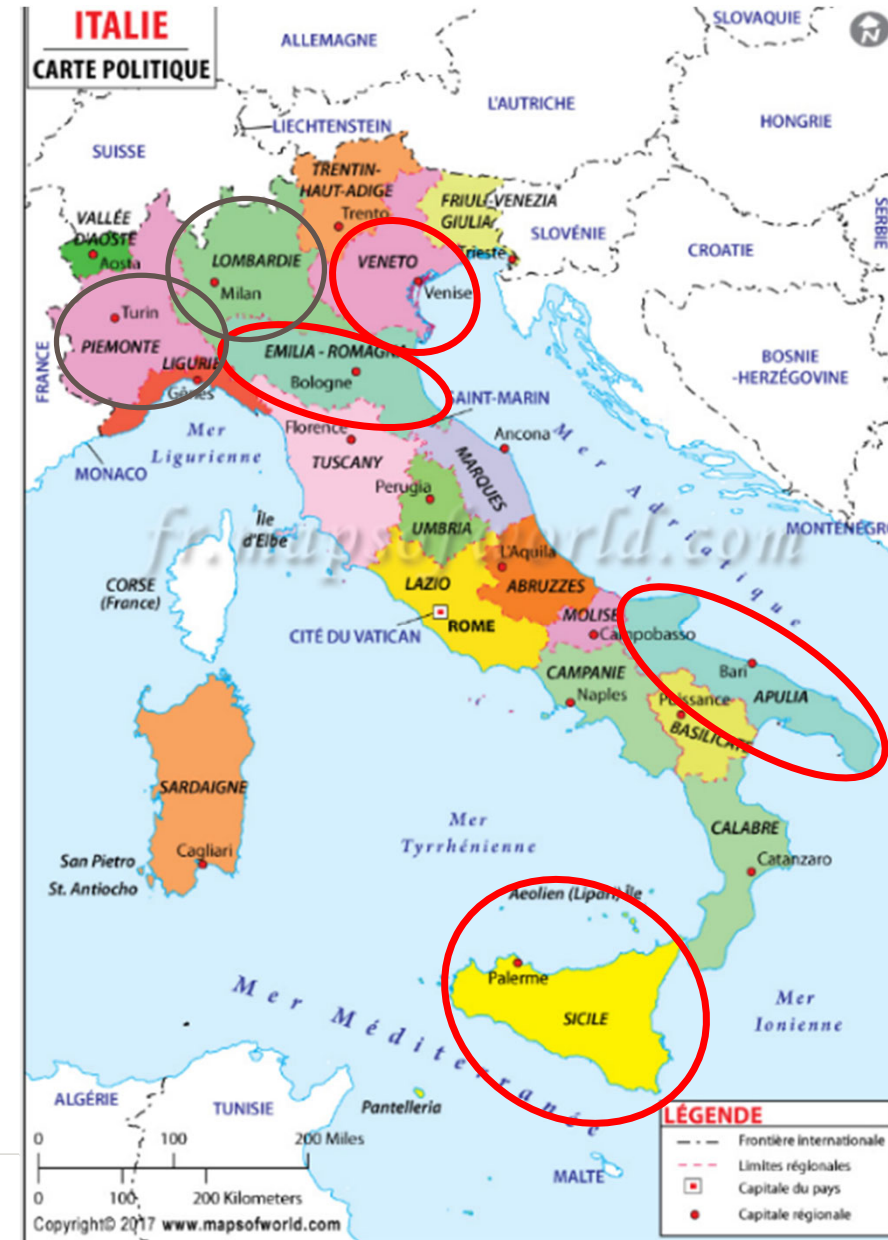 ITALIE
CARTE POLITIQUE
ALLEMAGNE
SLOVAQUIE
N
L'AUTRICHE
LIECHTENSTEIN
HONGRIE
SUISSE
TRENTIN-
HAUT-ADIGE
Trento
FRIULI-VENEZIA
GIULIA
SERBIE
VALLÉE
D'AOSTE
Aosta
LOMBARDIE
Milan
VENETO
Venise
Trieste
SLOVÉNIE
CROATIE
Turin
PIEMONTE
LIGURIE
Gênes
FRANCE
EMILIA - ROMAGNA
Bologne
BOSNIE
-HERZÉGOVINE
SAINT-MARIN
Florence
TUSCANY
Ancona
MARQUES
Mer
Ligurienne
MONACO
Mer Adriatique
Perugia
UMBRIA
Île
d'Elbe
fr.mapsofworld.com
MONTENEGRO
L'Aquila
ABRUZZES
CORSE
(France)
LAZIO
ROME
CITÉ DU VATICAN
MOLISE
Campobasso
CAMPANIE
Naples
Bari
APULIA
Puissance
BASILICATE
SARDAIGNE
Cagliari
San Pietro
St. Antiocho
Mer
Tyrrhénienne
CALABRE
Catanzaro
Aeolien (Lipari) Île
Palerme
SICILE
Mer
Ionienne
Mer Méditerranée
ALGÉRIE
TUNISIE
Pantelleria
MALTE
0 100 200 Miles
0 100 200 Kilometers
Copyright© 2017 www.mapsofworld.com
LÉGENDE
Frontière internationale
Limites régionales
Capitale du pays
Capitale régionale